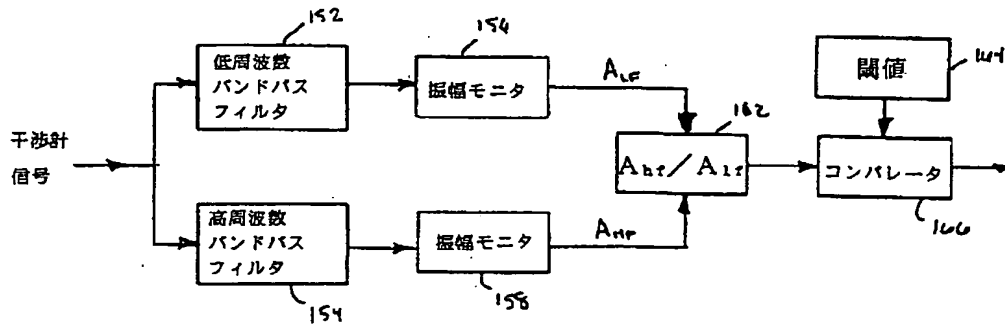 152
低周波数
バンドパス
フィルタ
154
振幅モニタ
A_LF
閾値
164
干渉計
信号
162
Ahf／Alf
コンパレータ
166
高周波数
バンドパス
フィルタ
154
振幅モニタ
158
A_HF